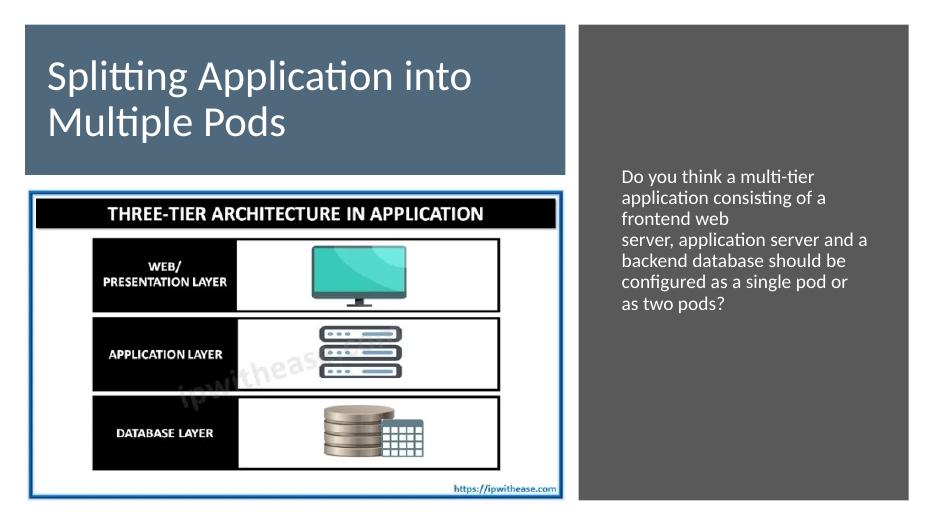 Splitting Application into
Multiple Pods
THREE-TIER ARCHITECTURE IN APPLICATION
WEB/
PRESENTATION LAYER
APPLICATION LAYER
DATABASE LAYER
https://ipwithease.com
Do you think a multi-tier
application consisting of a
frontend web
server, application server and a
backend database should be
configured as a single pod or
as two pods?